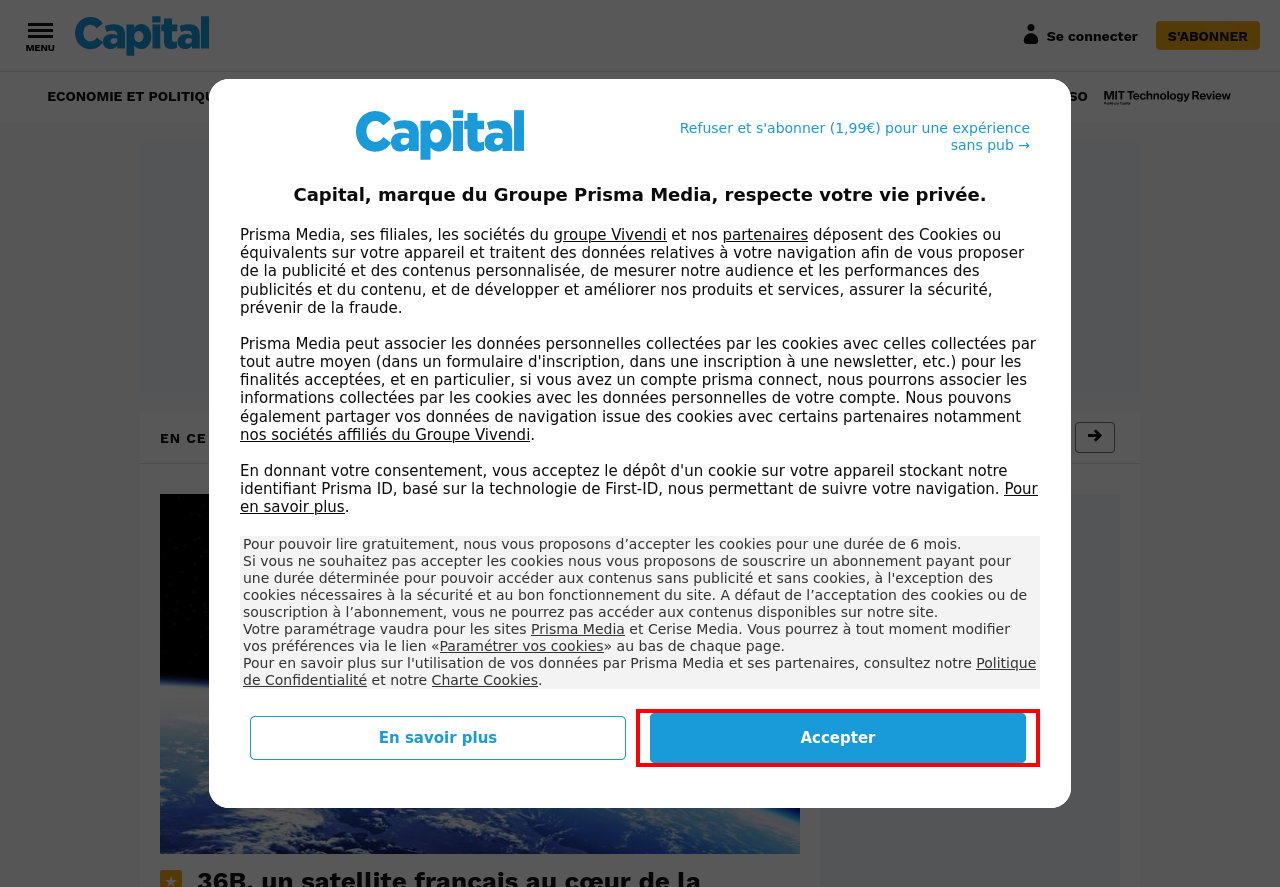 MENU
Capital
Se connecter
S'ABONNER
ECONOMIE ET POLITIQU
SO
MIT Technology Review
Capital
Refuser et s'abonner (1,99€) pour une expérience
sans pub →
Capital, marque du Groupe Prisma Media, respecte votre vie privée.
Prisma Media, ses filiales, les sociétés du groupe Vivendi et nos partenaires déposent des Cookies ou
équivalents sur votre appareil et traitent des données relatives à votre navigation afin de vous proposer
de la publicité et des contenus personnalisée, de mesurer notre audience et les performances des
publicités et du contenu, et de développer et améliorer nos produits et services, assurer la sécurité,
prévenir de la fraude.
Prisma Media peut associer les données personnelles collectées par les cookies avec celles collectées par
tout autre moyen (dans un formulaire d'inscription, dans une inscription à une newsletter, etc.) pour les
finalités acceptées, et en particulier, si vous avez un compte prisma connect, nous pourrons associer les
informations collectées par les cookies avec les données personnelles de votre compte. Nous pouvons
également partager vos données de navigation issue des cookies avec certains partenaires notamment
nos sociétés affiliés du Groupe Vivendi.
En donnant votre consentement, vous acceptez le dépôt d'un cookie sur votre appareil stockant notre
identifiant Prisma ID, basé sur la technologie de First-ID, nous permettant de suivre votre navigation. Pour
en savoir plus.
Pour pouvoir lire gratuitement, nous vous proposons d’accepter les cookies pour une durée de 6 mois.
Si vous ne souhaitez pas accepter les cookies nous vous proposons de souscrire un abonnement payant pour
une durée déterminée pour pouvoir accéder aux contenus sans publicité et sans cookies, à l'exception des
cookies nécessaires à la sécurité et au bon fonctionnement du site. A défaut de l’acceptation des cookies ou de
souscription à l’abonnement, vous ne pourrez pas accéder aux contenus disponibles sur notre site.
Votre paramétrage vaudra pour les sites Prisma Media et Cerise Media. Vous pourrez à tout moment modifier
vos préférences via le lien «Paramétrer vos cookies» au bas de chaque page.
Pour en savoir plus sur l'utilisation de vos données par Prisma Media et ses partenaires, consultez notre Politique
de Confidentialité et notre Charte Cookies.
En savoir plus
Accepter
EN CE
36B, un satellite français au cœur de la